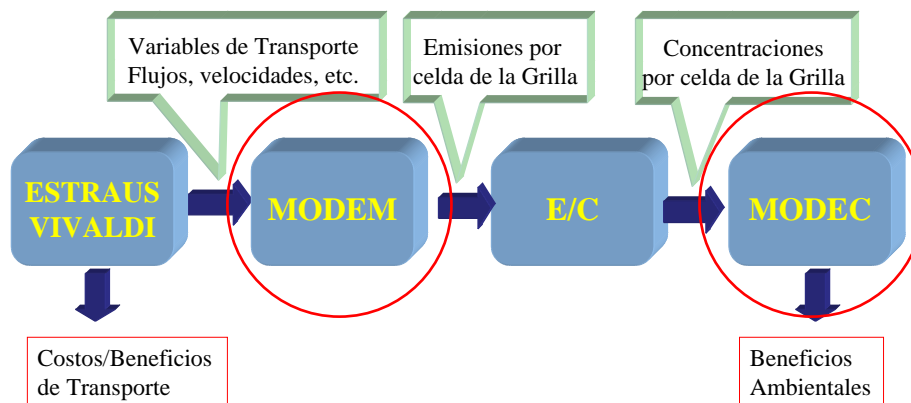 Variables de Transporte
Flujos, velocidades, etc.
Emisiones por
celda de la Grilla
Concentraciones
por celda de la Grilla
ESTRAUS
VIVALDI
MODEM
E/C
MODEC
Costos/Beneficios
de Transporte
Beneficios
Ambientales